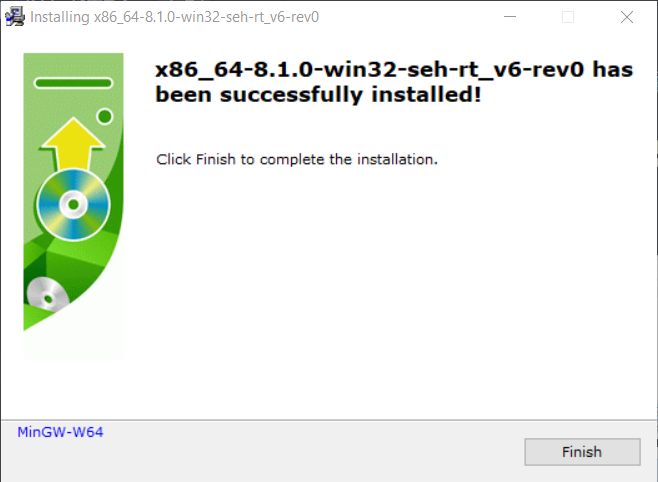 Installing x86_64-8.1.0-win32-seh-rt_v6-rev0
x86_64-8.1.0-win32-seh-rt_v6-rev0 has
been successfully installed!
Click Finish to complete the installation.
MinGW-W64
Finish